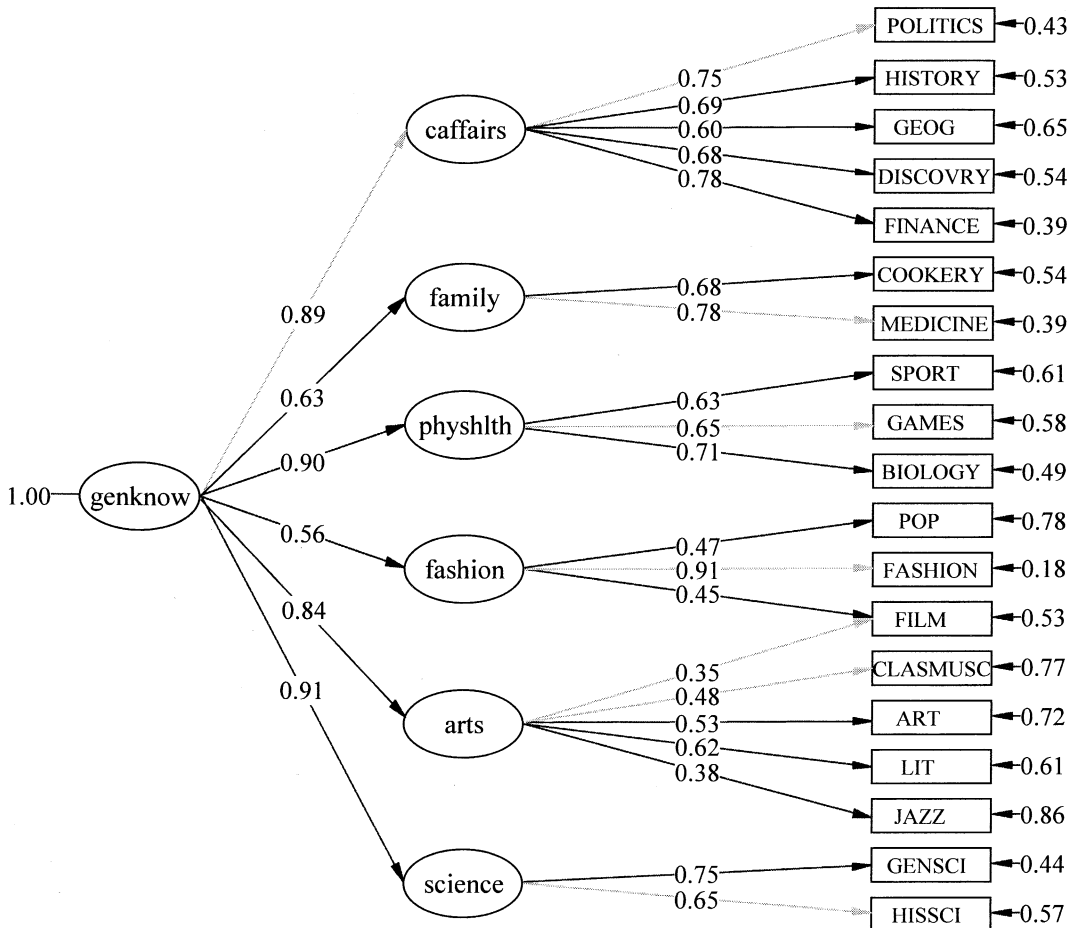 POLITICS 0.43
0.75
HISTORY 0.53
0.69
caffairs 0.60 GEOG 0.65
0.68
DISCOVRY 0.54
0.78
FINANCE 0.39
COOKERY 0.54
0.68
family
0.78
0.89
MEDICINE 0.39
SPORT 0.61
0.63
0.63
physhlth 0.65 GAMES 0.58
0.71
0.90
BIOLOGY 0.49
1.00 genknow
POP 0.78
0.56
0.47
fashion 0.91 FASHION 0.18
0.45
0.84
FILM 0.53
0.35
CLASMUSC 0.77
0.91
0.48
arts 0.53 ART 0.72
0.62
LIT 0.61
0.38
JAZZ 0.86
GENSCI 0.44
0.75
science
0.65
HISSCI 0.57